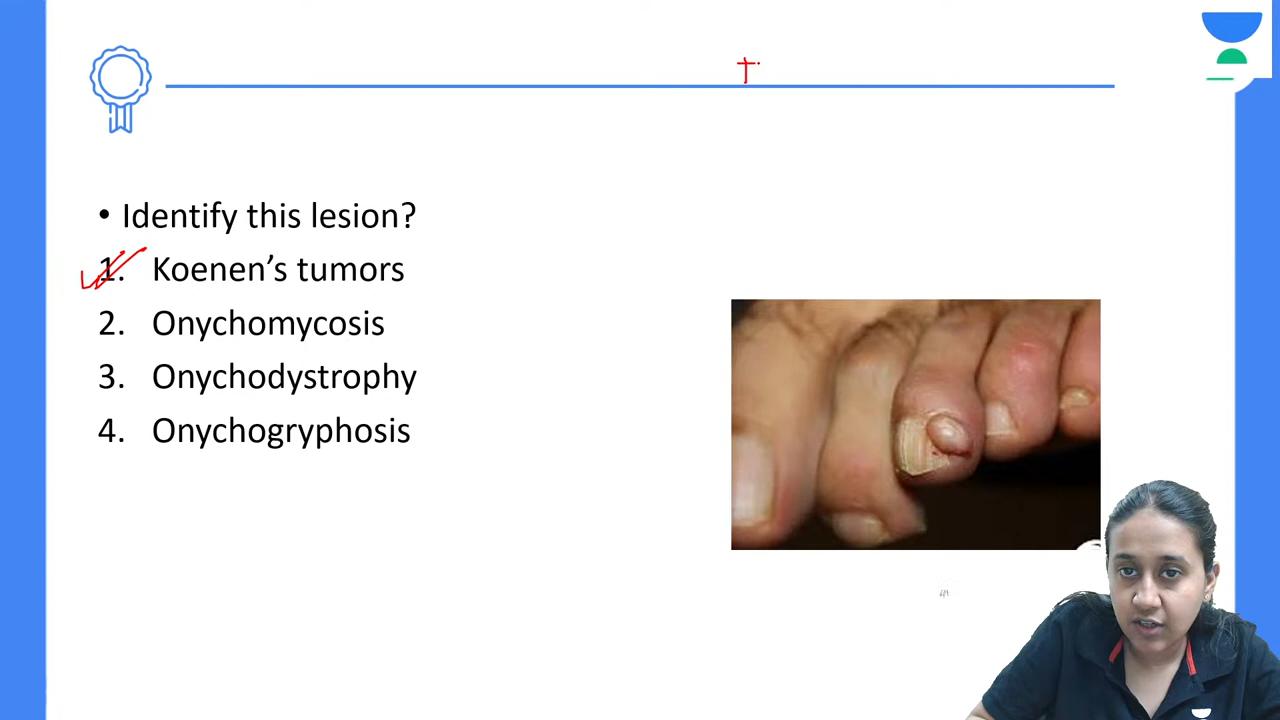 • Identify this lesion?
1. Koenen’s tumors
2. Onychomycosis
3. Onychodystrophy
4. Onychogryphosis